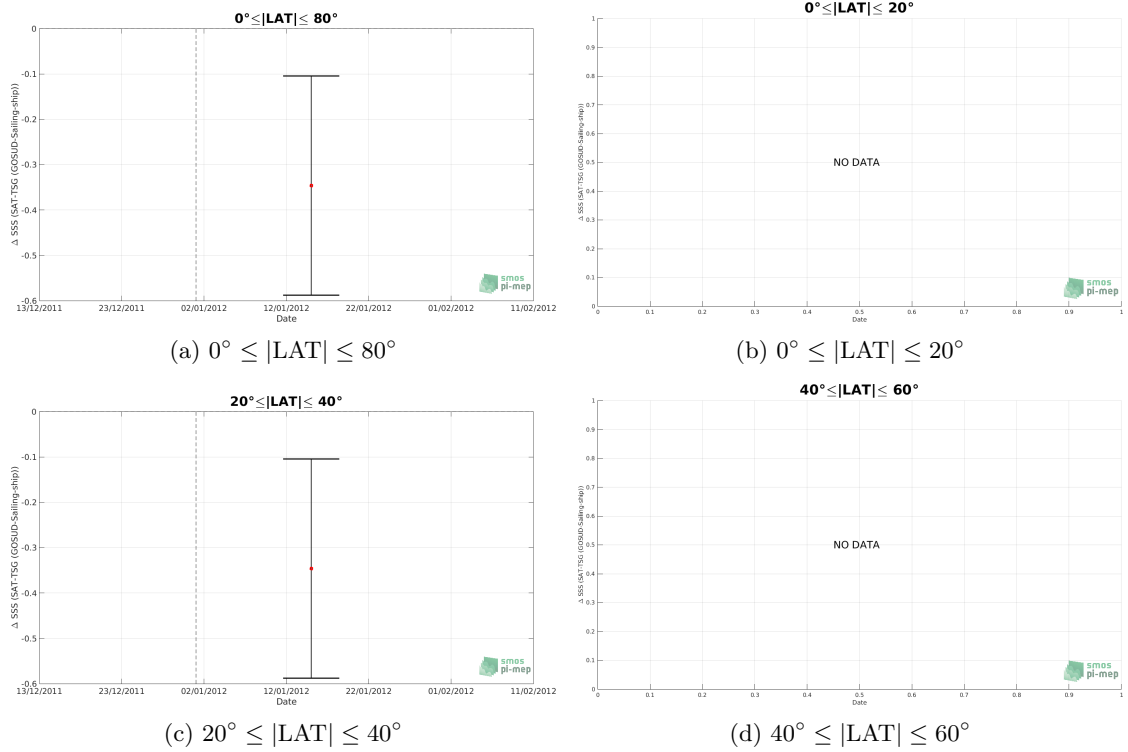 0°≤|LAT|≤ 80°
0
-0.1
-0.2
-0.3
-0.4
-0.5
-0.6
Δ SSS (SAT-TSG (GOSUD-Sailing-ship))
13/12/2011 23/12/2011 02/01/2012 12/01/2012 22/01/2012 01/02/2012 11/02/2012
Date
smos
pi-mep
(a) 0° ≤ |LAT| ≤ 80°
0°≤|LAT|≤ 20°
1
0.9
0.8
0.7
0.6
0.5
0.4
0.3
0.2
0.1
0
Δ SSS (SAT-TSG (GOSUD-Sailing-ship))
NO DATA
0 0.1 0.2 0.3 0.4 0.5 0.6 0.7 0.8 0.9 1
Date
smos
pi-mep
(b) 0° ≤ |LAT| ≤ 20°
20°≤|LAT|≤ 40°
0
-0.1
-0.2
-0.3
-0.4
-0.5
-0.6
Δ SSS (SAT-TSG (GOSUD-Sailing-ship))
13/12/2011 23/12/2011 02/01/2012 12/01/2012 22/01/2012 01/02/2012 11/02/2012
Date
smos
pi-mep
(c) 20° ≤ |LAT| ≤ 40°
40°≤|LAT|≤ 60°
1
0.9
0.8
0.7
0.6
0.5
0.4
0.3
0.2
0.1
0
Δ SSS (SAT-TSG (GOSUD-Sailing-ship))
NO DATA
0 0.1 0.2 0.3 0.4 0.5 0.6 0.7 0.8 0.9 1
Date
smos
pi-mep
(d) 40° ≤ |LAT| ≤ 60°